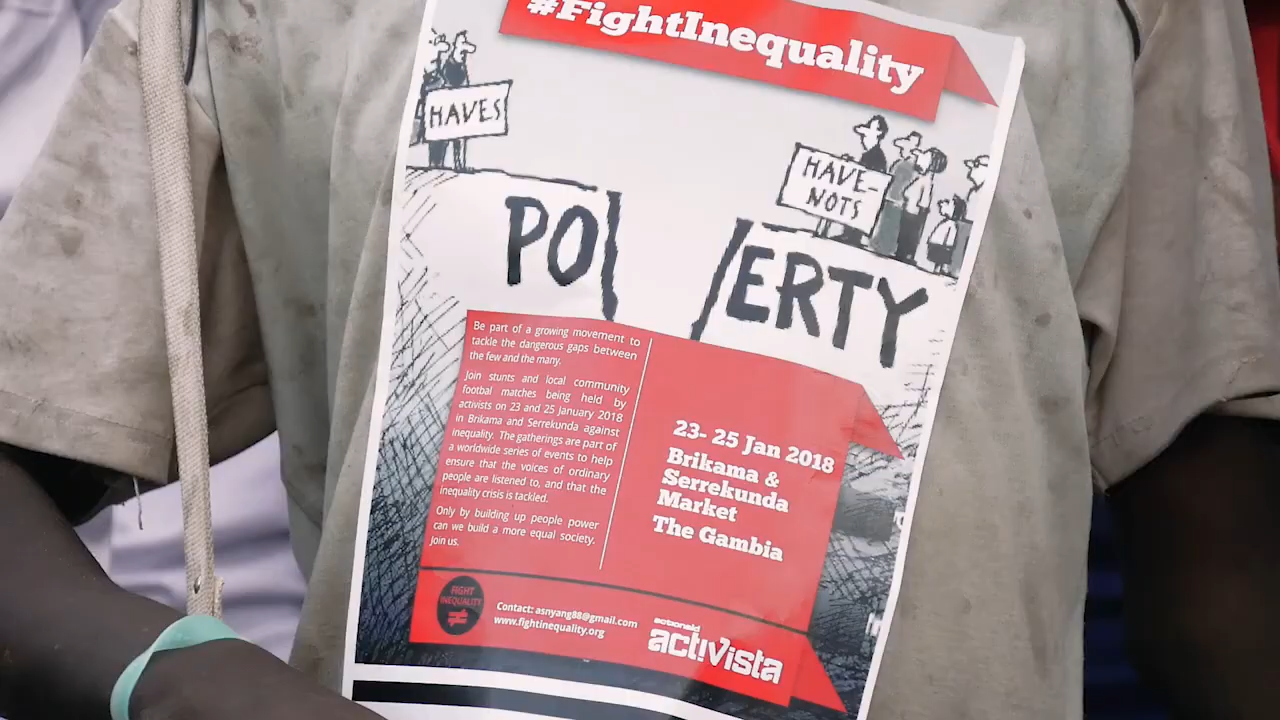 #FightInequality
HAVES
HAVE-
NOTS
PO
ERTY
Be part of a growing movement to
tackle the dangerous gaps between
the few and the many.
Join stunts and local community
footbal matches being held by
activists on 23 and 25 January 2018
in Brikama and Serrekunda against
inequality. The gatherings are part of
a worldwide series of events to help
ensure that the voices of ordinary
people are listened to, and that the
inequality crisis is tackled.
Only by building up people power
can we build a more equal society.
Join us.
23- 25 Jan 2018
Brikama &
Serrekunda
Market
The Gambia
FIGHT
INEQUALITY
Contact: asnyang88@gmail.com
www.fightinequality.org
actionaid
act!vista